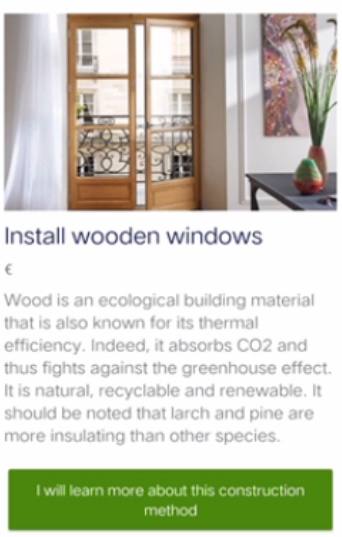 Install wooden windows
€
Wood is an ecological building material
that is also known for its thermal
efficiency. Indeed, it absorbs CO2 and
thus fights against the greenhouse effect.
It is natural, recyclable and renewable. It
should be noted that larch and pine are
more insulating than other species.
I will learn more about this construction
method